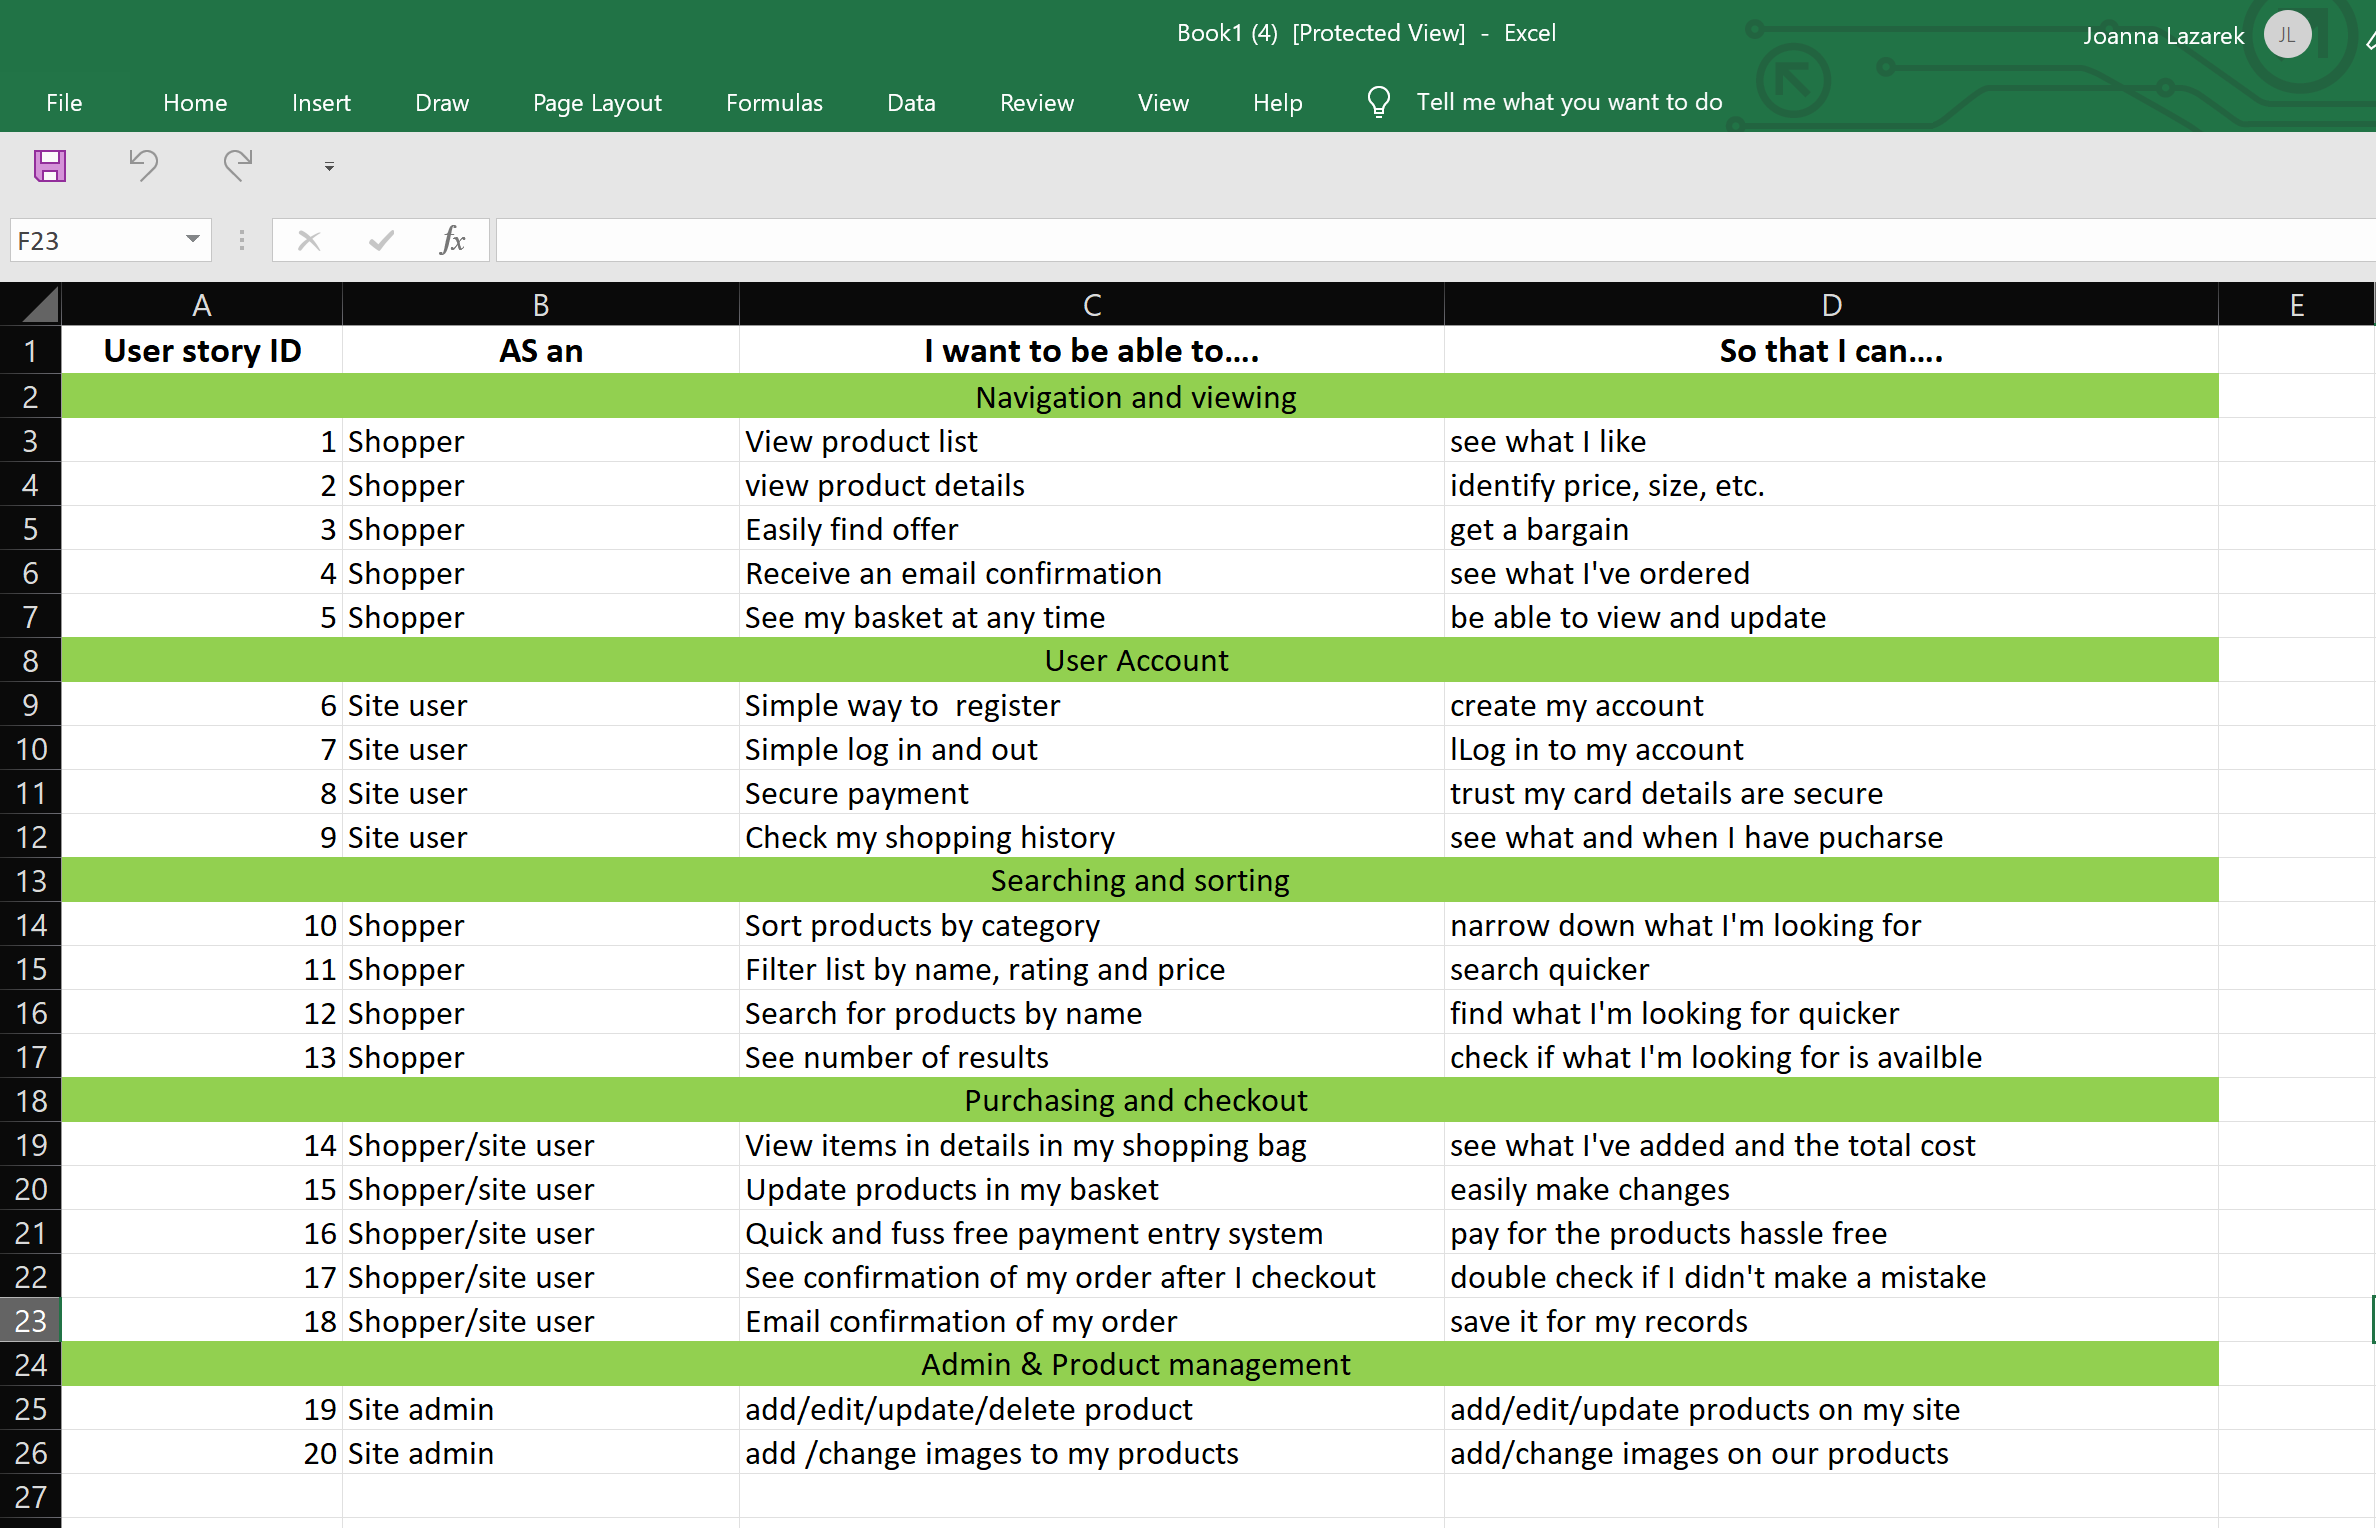 Book1 (4) [Protected View] - Excel
Joanna Lazarek JL
File Home Insert Draw Page Layout Formulas Data Review View Help Tell me what you want to do
F23 fx
A B C D E
1 User story ID AS an I want to be able to.... So that I can....
2 Navigation and viewing
3 1 Shopper View product list see what I like
4 2 Shopper view product details identify price, size, etc.
5 3 Shopper Easily find offer get a bargain
6 4 Shopper Receive an email confirmation see what I've ordered
7 5 Shopper See my basket at any time be able to view and update
8 User Account
9 6 Site user Simple way to  register create my account
10 7 Site user Simple log in and out lLog in to my account
11 8 Site user Secure payment trust my card details are secure
12 9 Site user Check my shopping history see what and when I have pucharse
13 Searching and sorting
14 10 Shopper Sort products by category narrow down what I'm looking for
15 11 Shopper Filter list by name, rating and price search quicker
16 12 Shopper Search for products by name find what I'm looking for quicker
17 13 Shopper See number of results check if what I'm looking for is availble
18 Purchasing and checkout
19 14 Shopper/site user View items in details in my shopping bag see what I've added and the total cost
20 15 Shopper/site user Update products in my basket easily make changes
21 16 Shopper/site user Quick and fuss free payment entry system pay for the products hassle free
22 17 Shopper/site user See confirmation of my order after I checkout double check if I didn't make a mistake
23 18 Shopper/site user Email confirmation of my order save it for my records
24 Admin & Product management
25 19 Site admin add/edit/update/delete product add/edit/update products on my site
26 20 Site admin add /change images to my products add/change images on our products
27